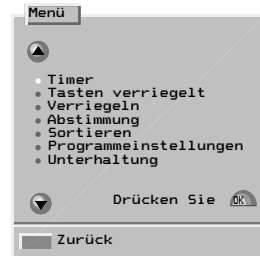 Menü
Timer
Tasten verriegelt
Verriegeln
Abstimmung
Sortieren
Programmeinstellungen
Unterhaltung
Drücken Sie OK
Zurück